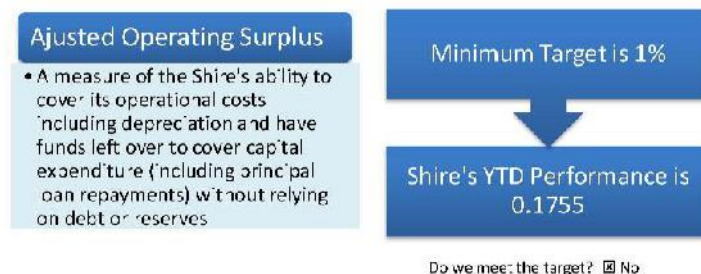 Ajusted Operating Surplus
• A measure of the Shire's ability to
cover its operational costs
including depreciation and have
funds left over to cover capital
expenditure (including principal
loan repayments) without relying
on debt or reserves
Minimum Target is 1%
Shire's YTD Performance is
0.1755
Do we meet the target? ☒ No